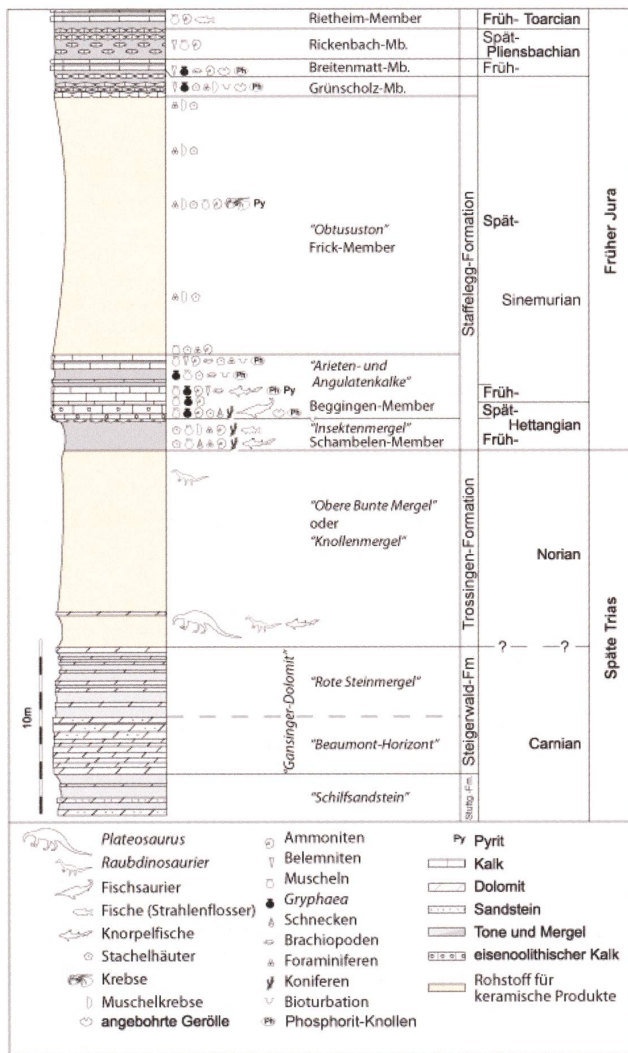 Rietheim-Member
Früh- Toarcian
Rickenbach-Mb.
Spät-
Pliensbachian
Breitenmatt-Mb.
Früh-
Ph
Grünscholz-Mb.
Ph
Py
"Obtususton"
Frick-Member
Staffelegg-Formation
Spät-
Sinemurian
Früher Jura
Ph
"Arieten- und
Angulatenkalke"
Ph
Ph Py
Früh-
Beggingen-Member
Ph
Spät-
Hettangian
"Insektenmergel"
Schambelen-Member
Früh-
"Obere Bunte Mergel"
oder
"Knollenmergel"
Trossingen-Formation
Norian
Späte Trias
? ?
10m
"Gansinger-Dolomit"
"Rote Steinmergel"
Steigerwald-Fm
"Beaumont-Horizont"
Carnian
"Schilfsandstein"
Stuttg.-Fm.
Plateosaurus
Raubdinosaurier
Fischsaurier
Fische (Strahlenflosser)
Knorpelfische
Stachelhäuter
Krebse
Muschelkrebse
angebohrte Gerölle
Ammoniten
Belemniten
Muscheln
Gryphaea
Schnecken
Brachiopoden
Foraminiferen
Koniferen
Bioturbation
Ph Phosphorit-Knollen
Py Pyrit
Kalk
Dolomit
Sandstein
Tone und Mergel
eisenoolithischer Kalk
Rohstoff für
keramische Produkte